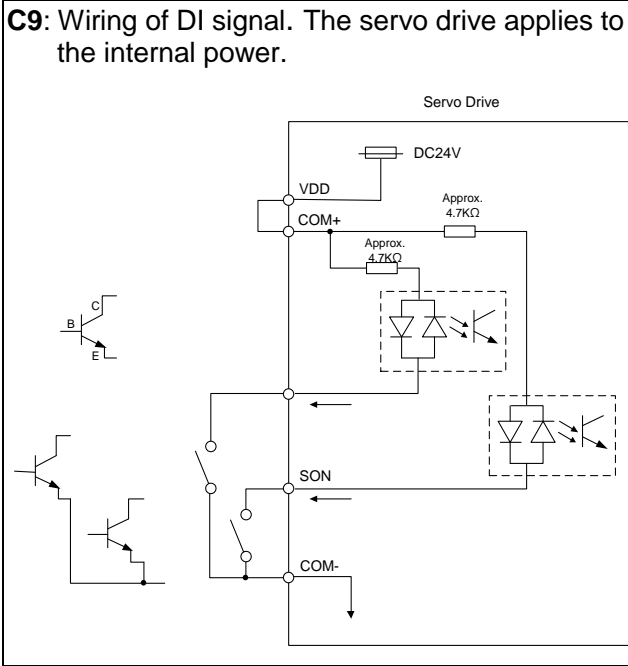 C9: Wiring of DI signal. The servo drive applies to
the internal power.
Servo Drive
DC24V
VDD
COM+
Approx.
4.7KΩ
Approx.
4.7KΩ
C
B
E
SON
COM-